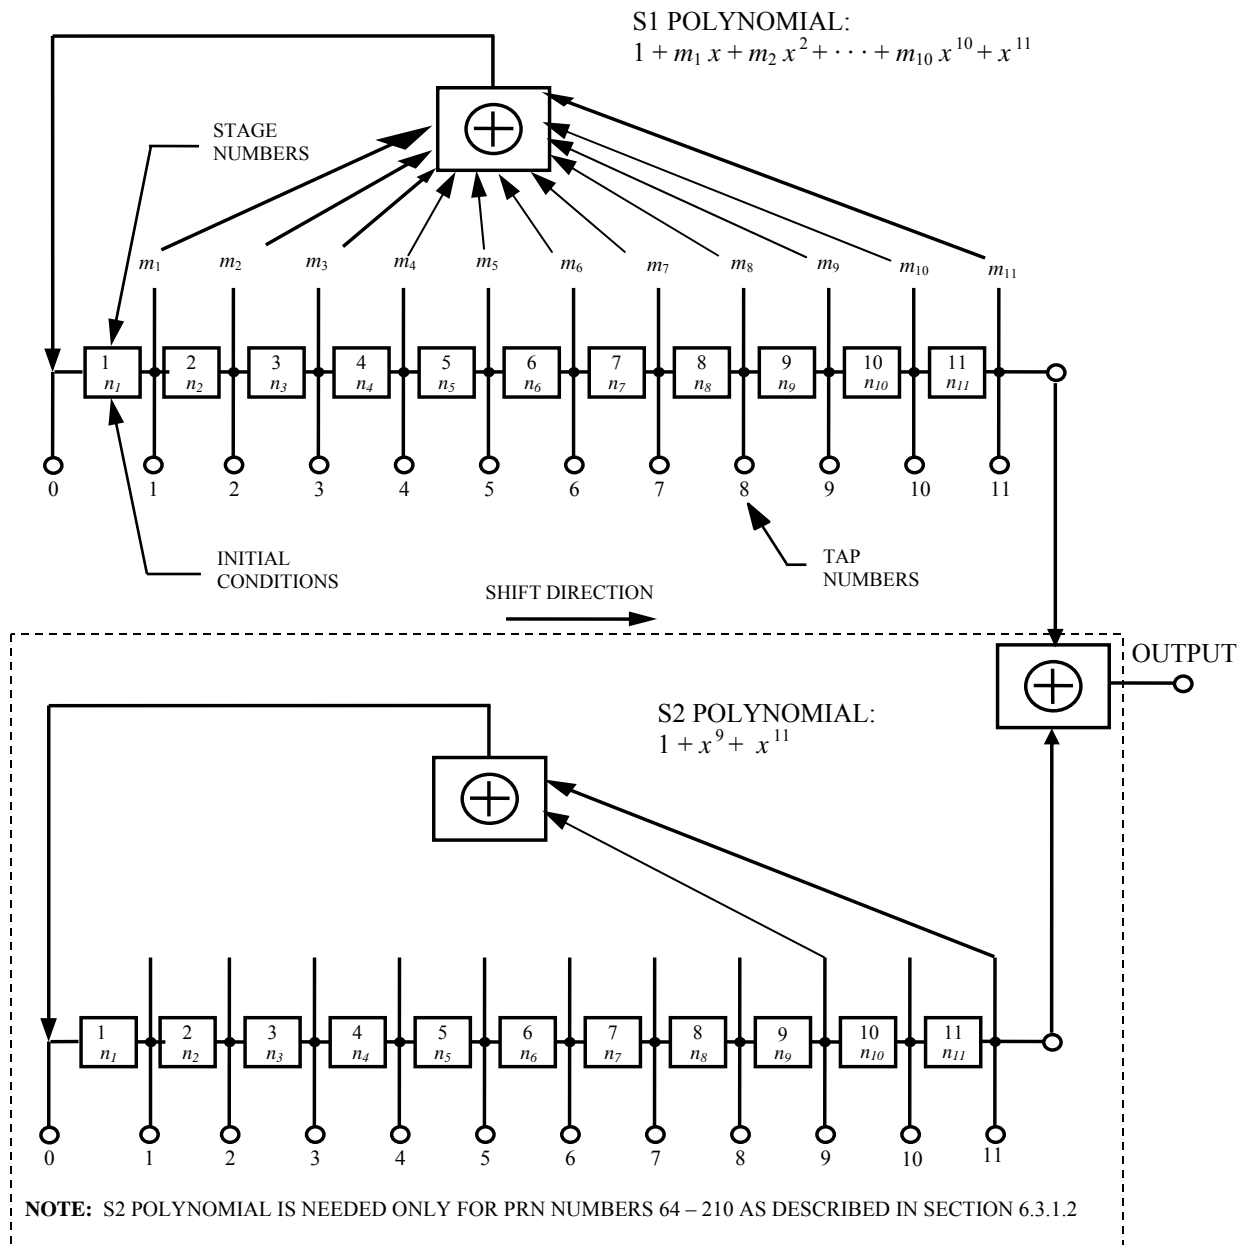 S1 POLYNOMIAL:
1 + m₁ x + m₂ x² + · · · + m₁₀ x¹⁰ + x¹¹
STAGE
NUMBERS
m₁ m₂ m₃ m₄ m₅ m₆ m₇ m₈ m₉ m₁₀ m₁₁
1 2 3 4 5 6 7 8 9 10 11
n₁ n₂ n₃ n₄ n₅ n₆ n₇ n₈ n₉ n₁₀ n₁₁
0 1 2 3 4 5 6 7 8 9 10 11
INITIAL
CONDITIONS
TAP
NUMBERS
SHIFT DIRECTION
OUTPUT
S2 POLYNOMIAL:
1 + x⁹ + x¹¹
1 2 3 4 5 6 7 8 9 10 11
n₁ n₂ n₃ n₄ n₅ n₆ n₇ n₈ n₉ n₁₀ n₁₁
0 1 2 3 4 5 6 7 8 9 10 11
NOTE: S2 POLYNOMIAL IS NEEDED ONLY FOR PRN NUMBERS 64 – 210 AS DESCRIBED IN SECTION 6.3.1.2